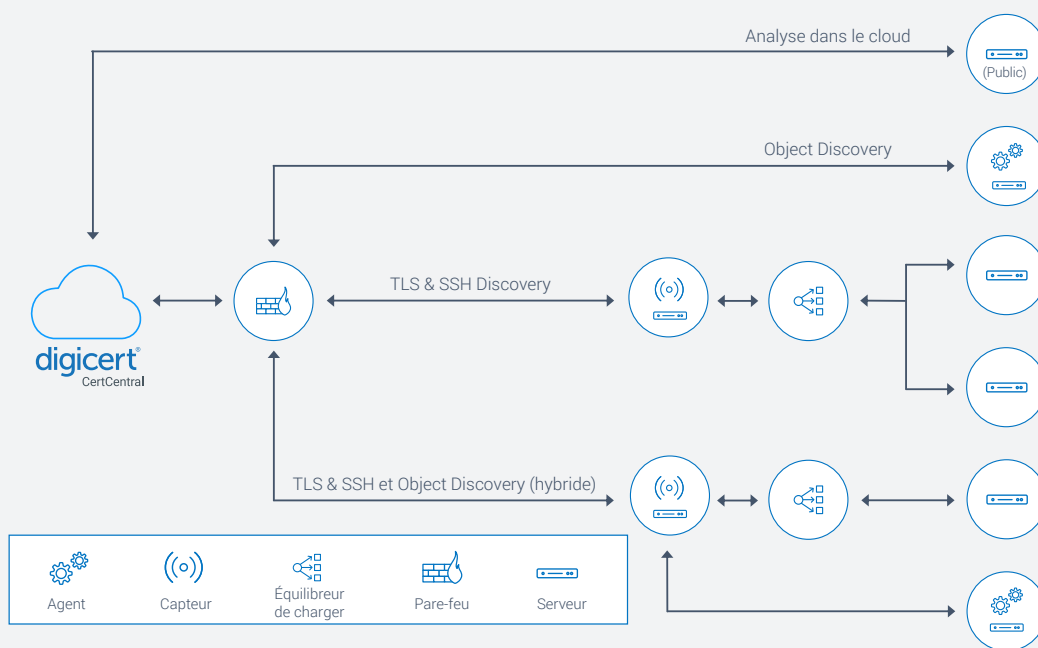 Analyse dans le cloud
(Public)
Object Discovery
TLS & SSH Discovery
digicert®
CertCentral
TLS & SSH et Object Discovery (hybride)
Agent
Capteur
Équilibreur
de charger
Pare-feu
Serveur